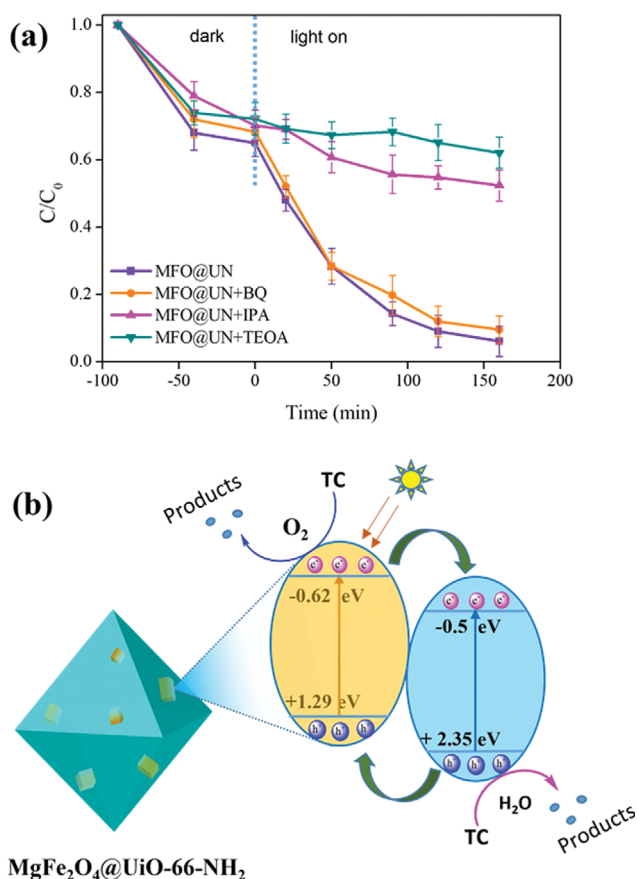 (a)
dark
light on
C/C₀
1.0
0.8
0.6
0.4
0.2
0.0
MFO@UN
MFO@UN+BQ
MFO@UN+IPA
MFO@UN+TEOA
-100 -50 0 50 100 150 200
Time (min)
(b)
Products
TC
O₂
e⁻ e⁻ e⁻
-0.62 eV
+1.29 eV
h⁺ h⁺ h⁺
e⁻ e⁻ e⁻
-0.5 eV
+ 2.35 eV
h⁺ h⁺ h⁺
H₂O
TC
Products
MgFe₂O₄@UiO-66-NH₂